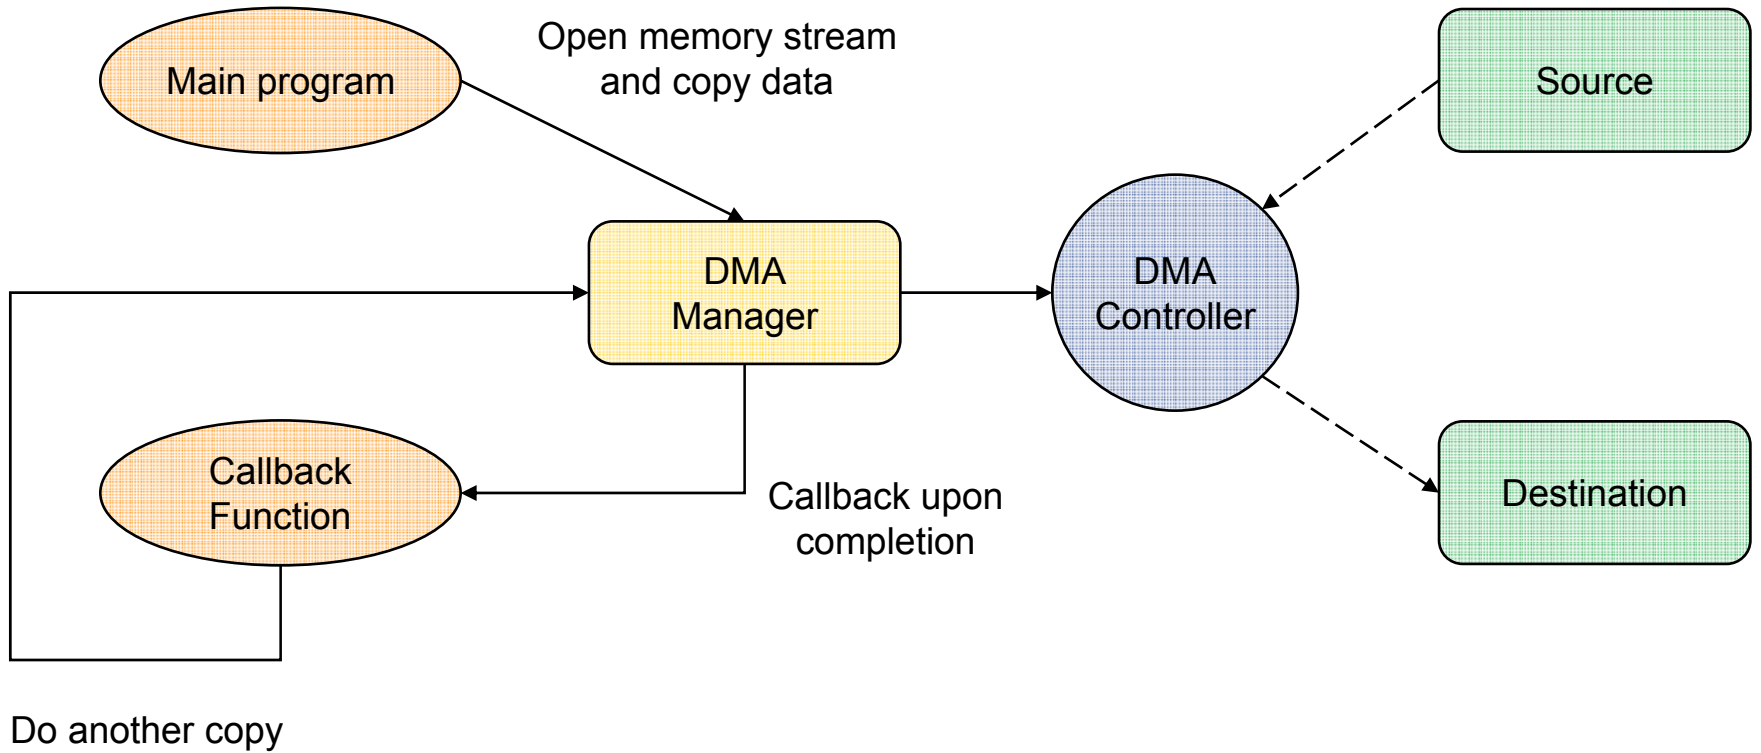 Open memory stream
and copy data
Main program
Source
DMA
Manager
DMA
Controller
Callback
Function
Callback upon
completion
Destination
Do another copy